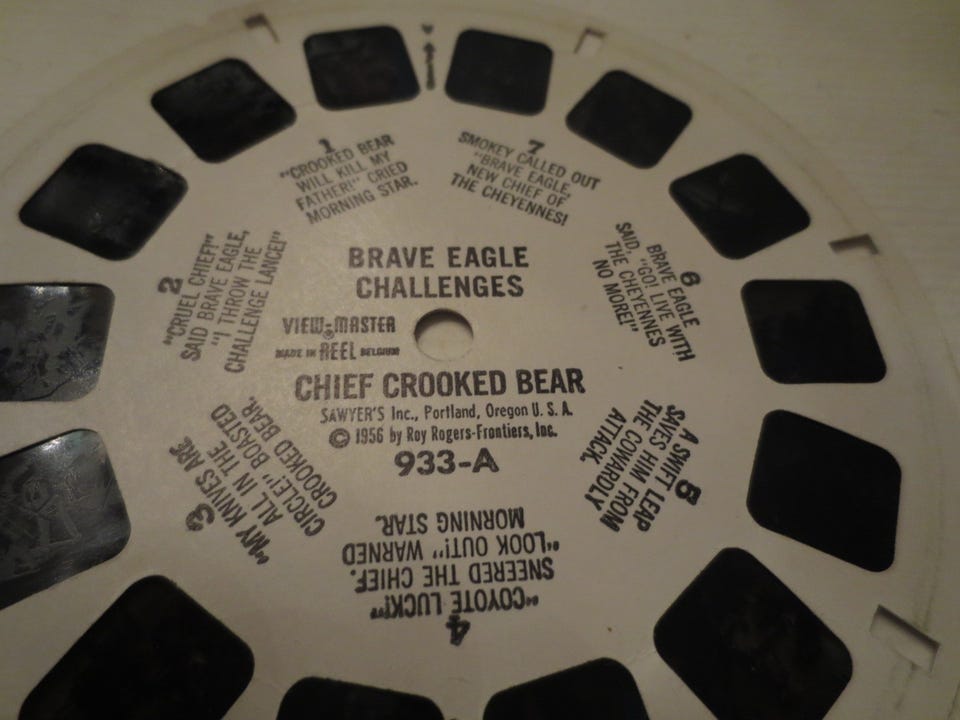 BRAVE EAGLE
CHALLENGES
VIEW-MASTER
®
MADE IN REEL BELGIUM
CHIEF CROOKED BEAR
SAWYER'S Inc., Portland, Oregon U. S. A.
© 1956 by Roy Rogers-Frontiers, Inc.
933-A
1
"CROOKED BEAR
WILL KILL MY
FATHER!" CRIED
MORNING STAR.
2
"CRUEL CHIEF!"
SAID BRAVE EAGLE,
"I THROW THE
CHALLENGE LANCE!"
3
"MY KNIVES ARE
ALL IN THE
CIRCLE!" BOASTED
CROOKED BEAR.
4
"COYOTE LUCK!"
SNEERED THE CHIEF.
"LOOK OUT!" WARNED
MORNING STAR.
5
A SWIFT LEAP
SAVES HIM FROM
THE COWARDLY
ATTACK.
6
BRAVE EAGLE
SAID, "GO! LIVE WITH
THE CHEYENNES
NO MORE!"
7
SMOKEY CALLED OUT
"BRAVE EAGLE,
NEW CHIEF OF
THE CHEYENNES!